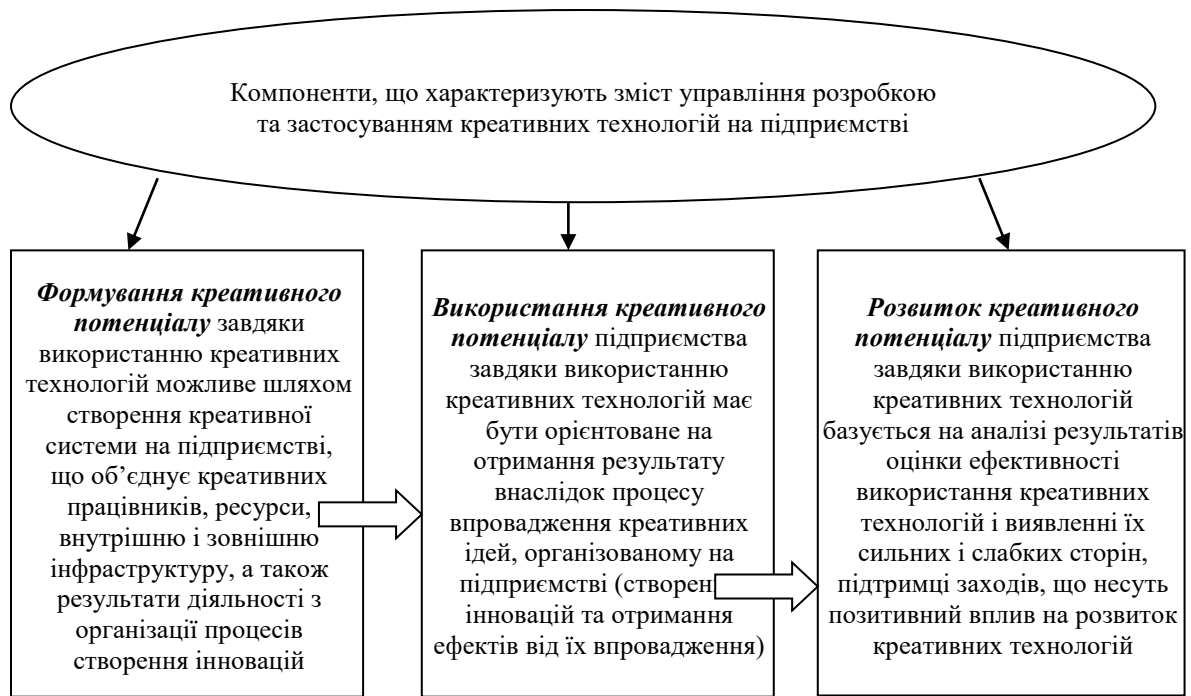 Компоненти, що характеризують зміст управління розробкою
та застосуванням креативних технологій на підприємстві
Формування креативного
потенціалу завдяки
використанню креативних
технологій можливе шляхом
створення креативної
системи на підприємстві,
що об’єднує креативних
працівників, ресурси,
внутрішню і зовнішню
інфраструктуру, а також
результати діяльності з
організації процесів
створення інновацій
Використання креативного
потенціалу підприємства
завдяки використанню
креативних технологій має
бути орієнтоване на
отримання результату
внаслідок процесу
впровадження креативних
ідей, організованому на
підприємстві (створен
інновацій та отримання
ефектів від їх впровадження)
Розвиток креативного
потенціалу підприємства
завдяки використанню
креативних технологій
базується на аналізі результатів
оцінки ефективності
використання креативних
технологій і виявленні їх
сильних і слабких сторін,
підтримці заходів, що несуть
позитивний вплив на розвиток
креативних технологій